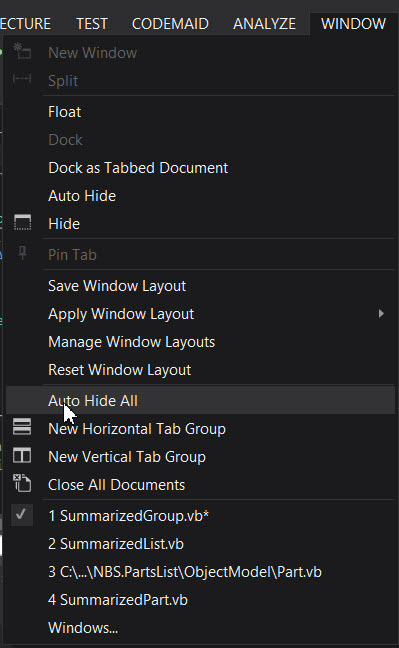 ECTURE TEST CODEMAID ANALYZE WINDOW
New Window
Split
Float
Dock
Dock as Tabbed Document
Auto Hide
Hide
Pin Tab
Save Window Layout
Apply Window Layout
Manage Window Layouts
Reset Window Layout
Auto Hide All
New Horizontal Tab Group
New Vertical Tab Group
Close All Documents
1 SummarizedGroup.vb*
2 SummarizedList.vb
3 C:\...\NBS.PartsList\ObjectModel\Part.vb
4 SummarizedPart.vb
Windows...